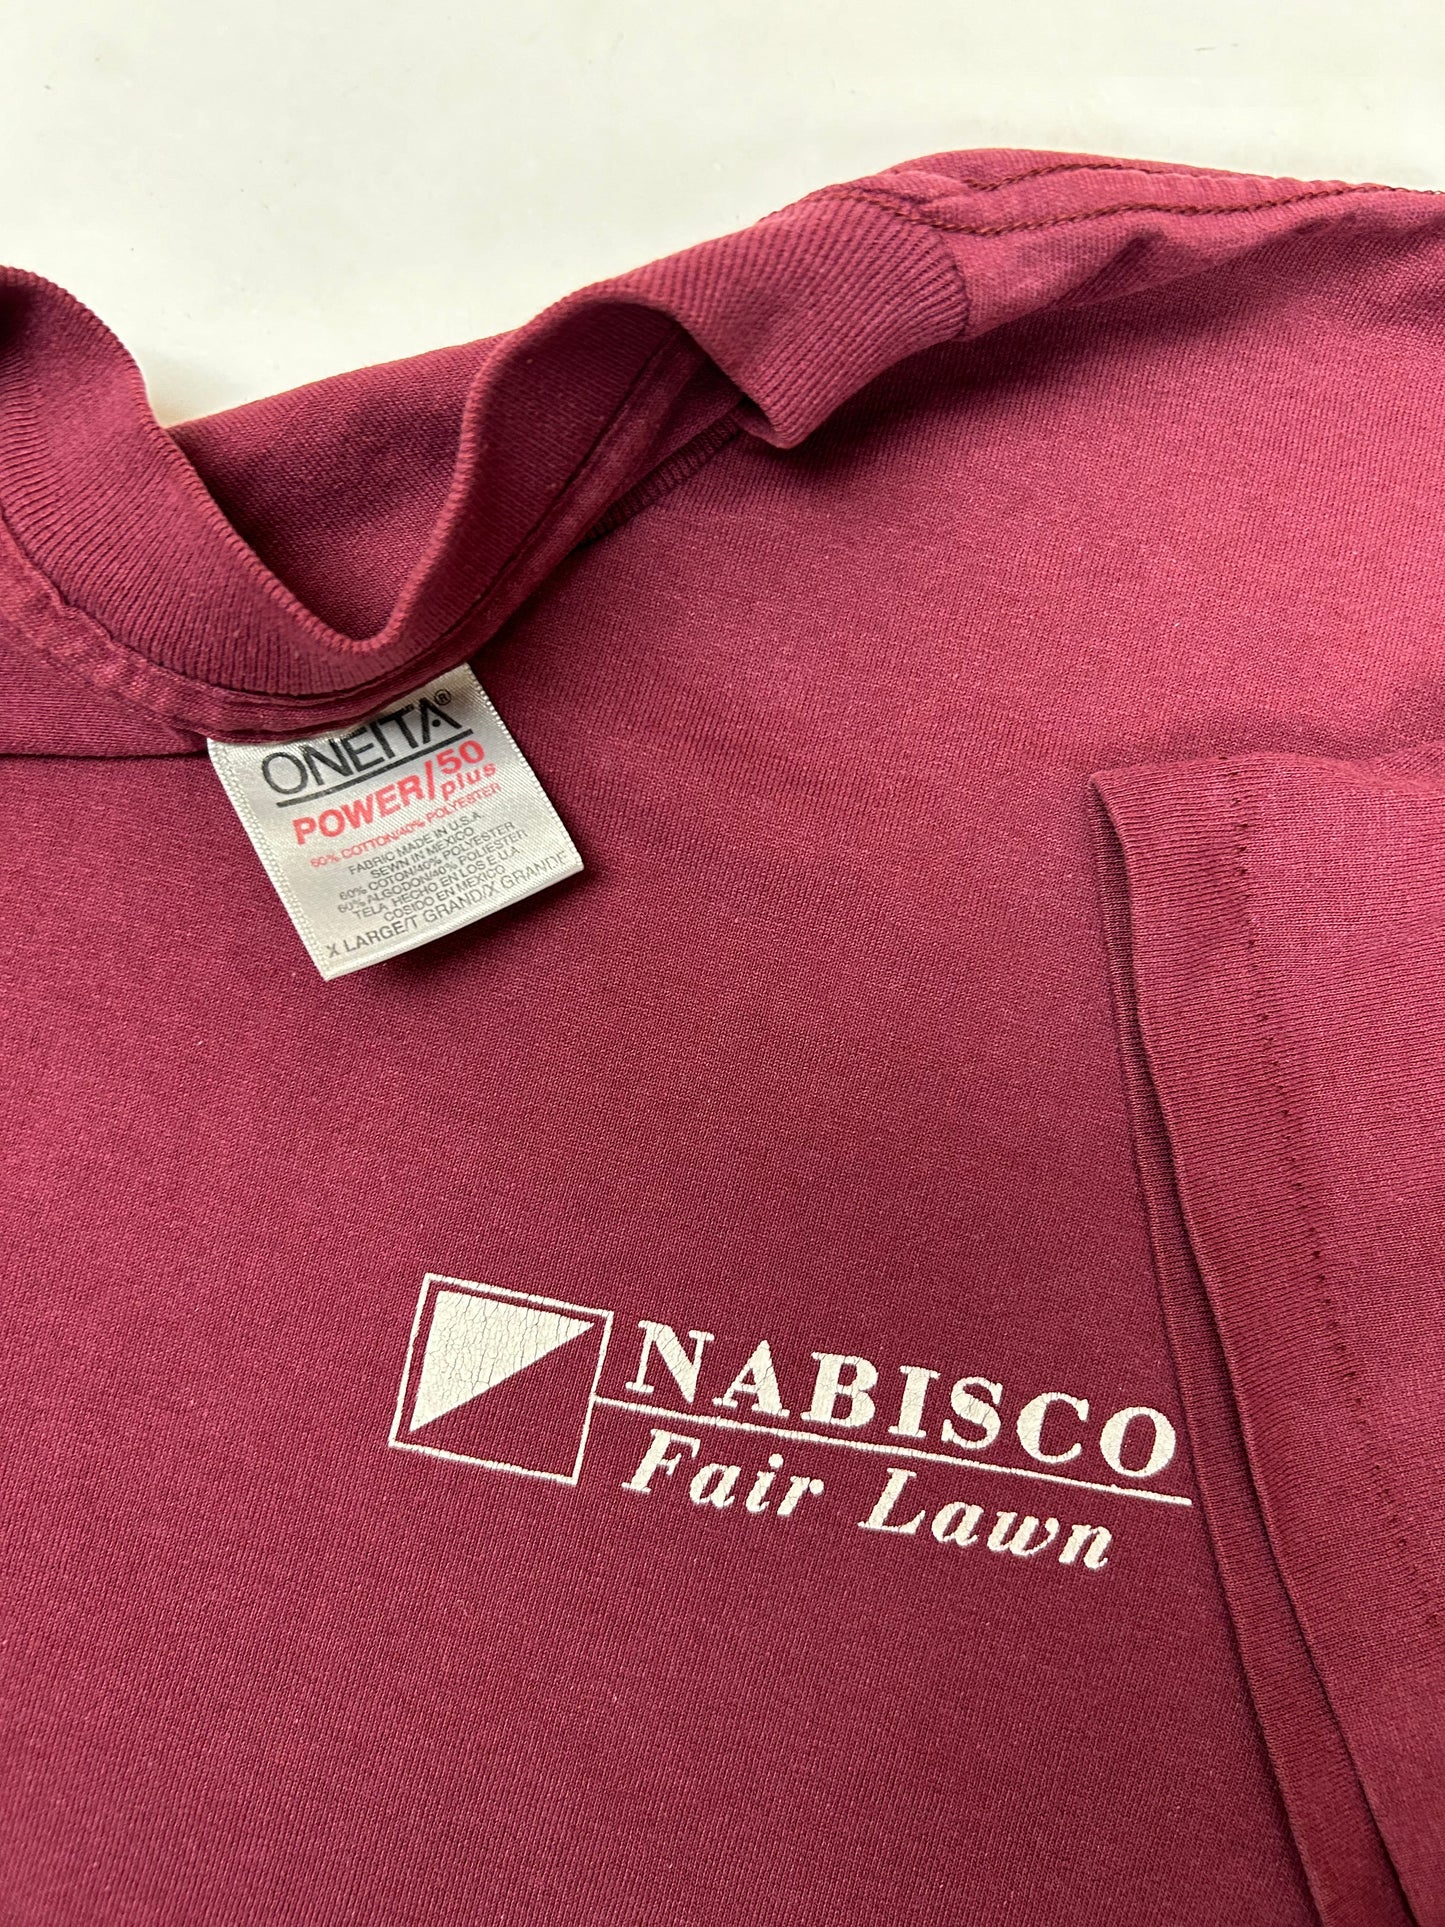 ONEITA®
POWER/50
plus
60% COTTON/40% POLYESTER
FABRIC MADE IN U.S.A.
SEWN IN MEXICO
60% COTON/40% POLYESTER
60% ALGODON/40% POLIESTER
TELA HECHO EN LOS E.U.A.
COSIDO EN MEXICO
X LARGE/T GRAND/X GRANDE
NABISCO
Fair Lawn